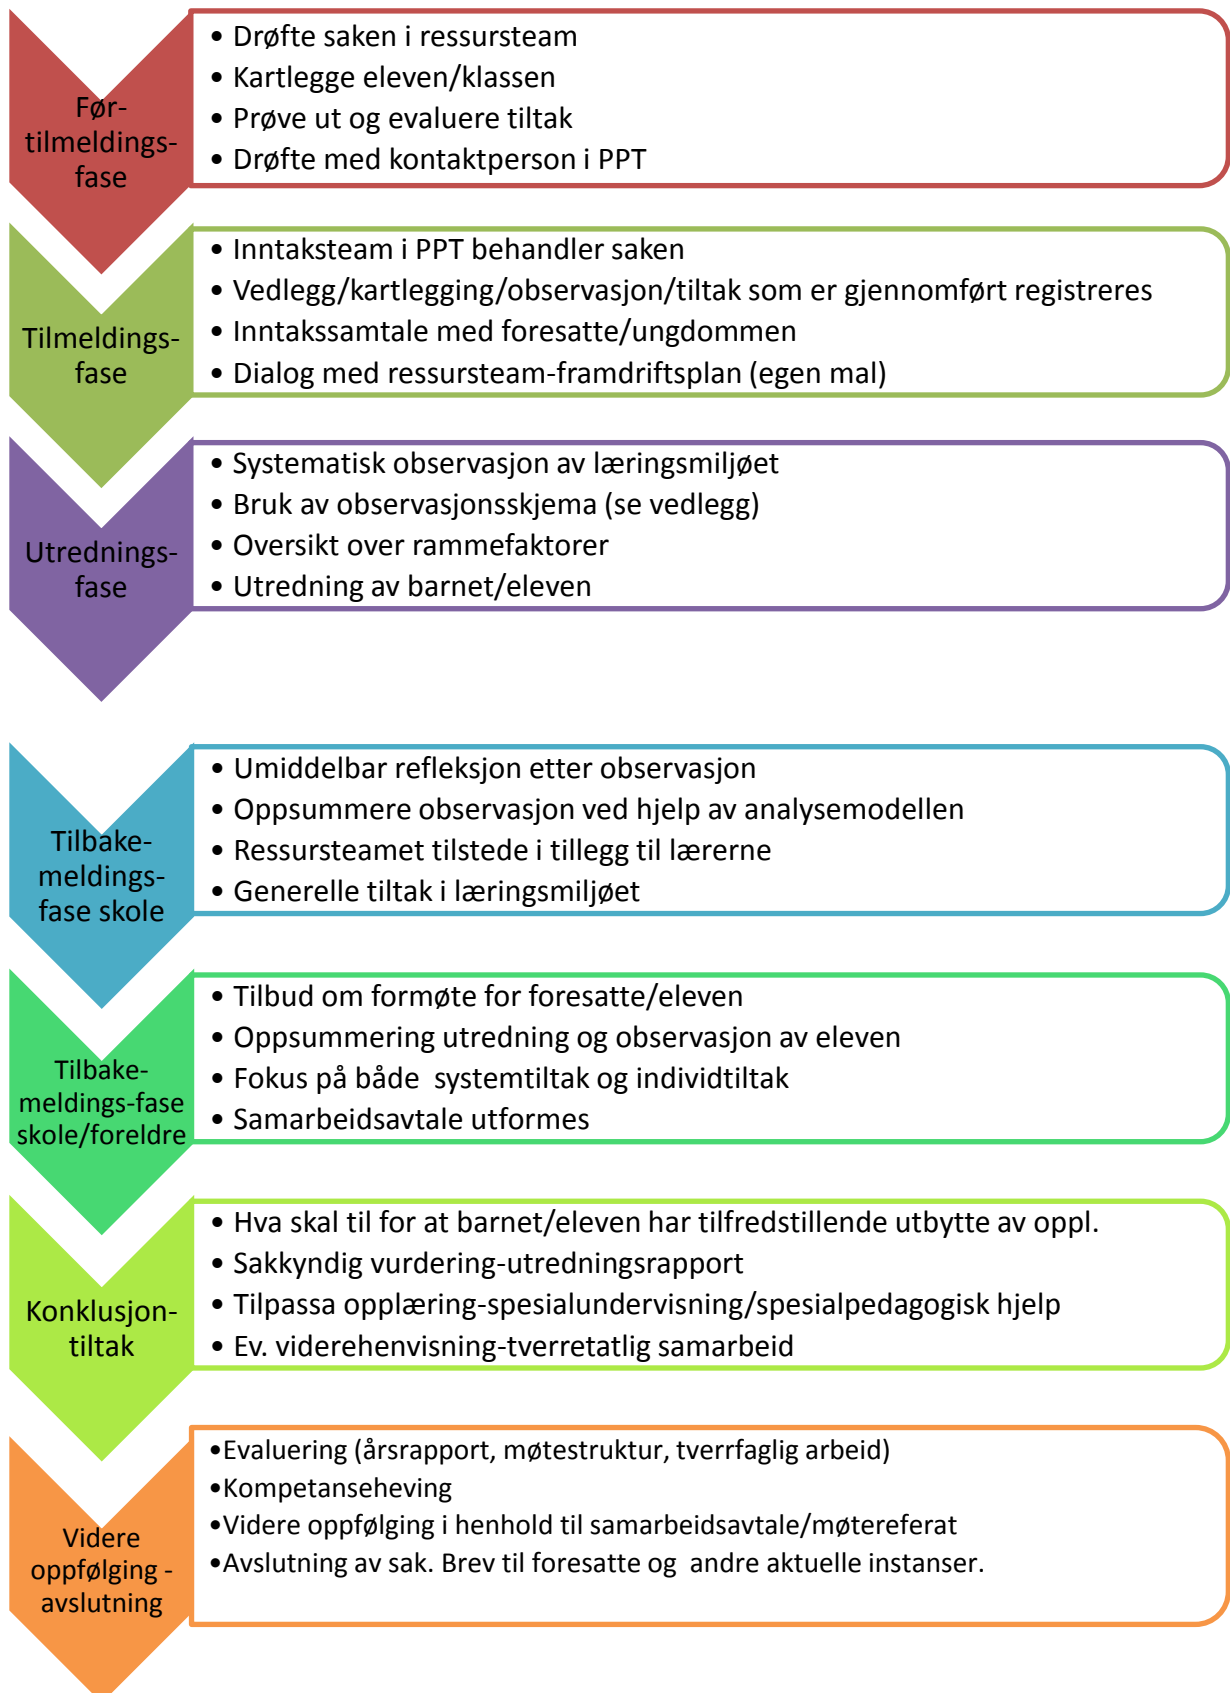 Før-
tilmeldings-
fase
• Drøfte saken i ressursteam
• Kartlegge eleven/klassen
• Prøve ut og evaluere tiltak
• Drøfte med kontaktperson i PPT
Tilmeldings-
fase
• Inntaksteam i PPT behandler saken
• Vedlegg/kartlegging/observasjon/tiltak som er gjennomført registreres
• Inntakssamtale med foresatte/ungdommen
• Dialog med ressursteam-framdriftsplan (egen mal)
Utrednings-
fase
• Systematisk observasjon av læringsmiljøet
• Bruk av observasjonsskjema (se vedlegg)
• Oversikt over rammefaktorer
• Utredning av barnet/eleven
Tilbake-
meldings-
fase skole
• Umiddelbar refleksjon etter observasjon
• Oppsummere observasjon ved hjelp av analysemodellen
• Ressursteamet tilstede i tillegg til lærerne
• Generelle tiltak i læringsmiljøet
Tilbake-
meldings-fase
skole/foreldre
• Tilbud om formøte for foresatte/eleven
• Oppsummering utredning og observasjon av eleven
• Fokus på både  systemtiltak og individtiltak
• Samarbeidsavtale utformes
Konklusjon-
tiltak
• Hva skal til for at barnet/eleven har tilfredstillende utbytte av oppl.
• Sakkyndig vurdering-utredningsrapport
• Tilpassa opplæring-spesialundervisning/spesialpedagogisk hjelp
• Ev. viderehenvisning-tverretatlig samarbeid
Videre
oppfølging -
avslutning
•Evaluering (årsrapport, møtestruktur, tverrfaglig arbeid)
•Kompetanseheving
•Videre oppfølging i henhold til samarbeidsavtale/møtereferat
•Avslutning av sak. Brev til foresatte og  andre aktuelle instanser.